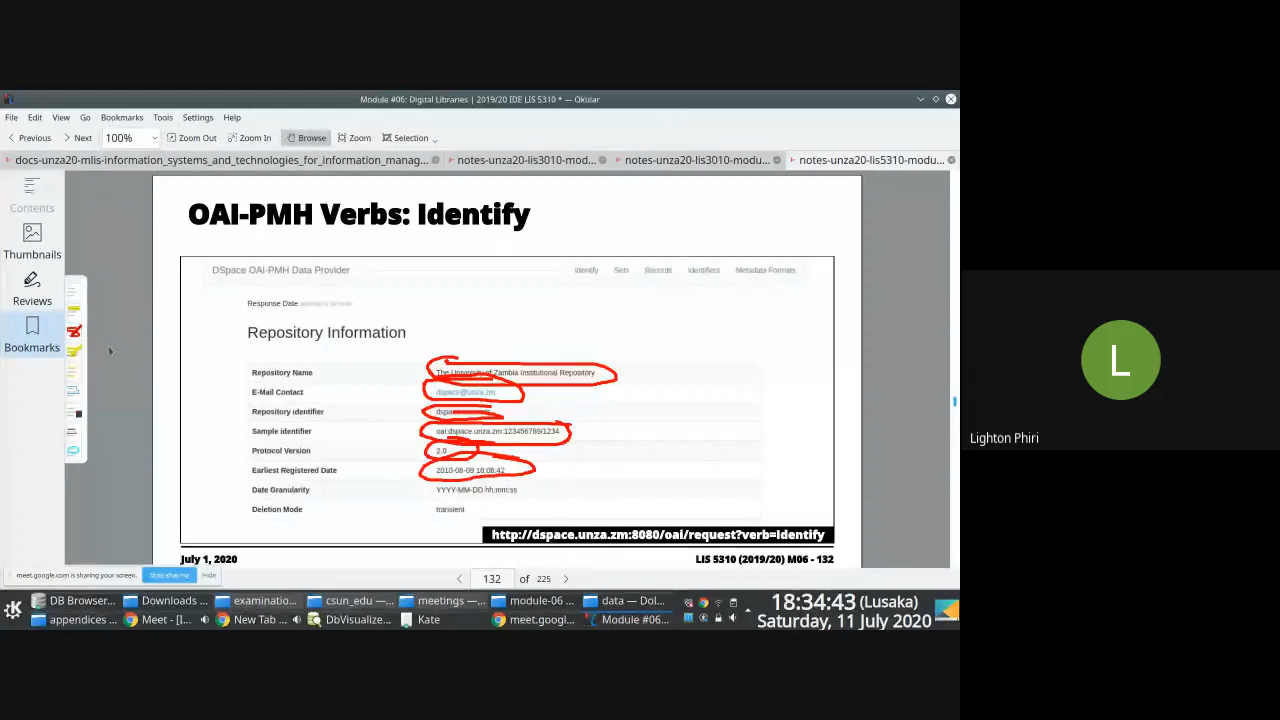 Module #06: Digital Libraries | 2019/20 IDE LIS 5310 * — Okular
File Edit View Go Bookmarks Tools Settings Help
Previous Next 100% Zoom Out Zoom In Browse Zoom Selection
docs-unza20-mlis-information_systems_and_technologies_for_information_manag... notes-unza20-lis3010-mod... notes-unza20-lis3010-modu... notes-unza20-lis5310-modu...
Contents
Thumbnails
Reviews
Bookmarks
OAI-PMH Verbs: Identify
DSpace OAI-PMH Data Provider Identify Sets Records Identifiers Metadata Formats
Response Date
Repository Information
Repository Name The University of Zambia Institutional Repository
E-Mail Contact dspace@unza.zm
Repository identifier
Sample Identifier oai:dspace.unza.zm:123456789/1234
Protocol Version 2.0
Earliest Registered Date 2010-08-09 16:06:42
Date Granularity YYYY-MM-DD hh:mm:ss
Deletion Mode transient
http://dspace.unza.zm:8080/oai/request?verb=Identify
July 1, 2020 LIS 5310 (2019/20) M06 - 132
meet.google.com is sharing your screen. Stop sharing Hide
132 of 225
DB Browser... Downloads ... examinatio... csun_edu —... meetings —... module-06 ... data — Dol...
appendices ... Meet - [I... New Tab ... DbVisualize... Kate meet.googl... Module #06...
18:34:43 (Lusaka)
Saturday, 11 July 2020
L
Lighton Phiri